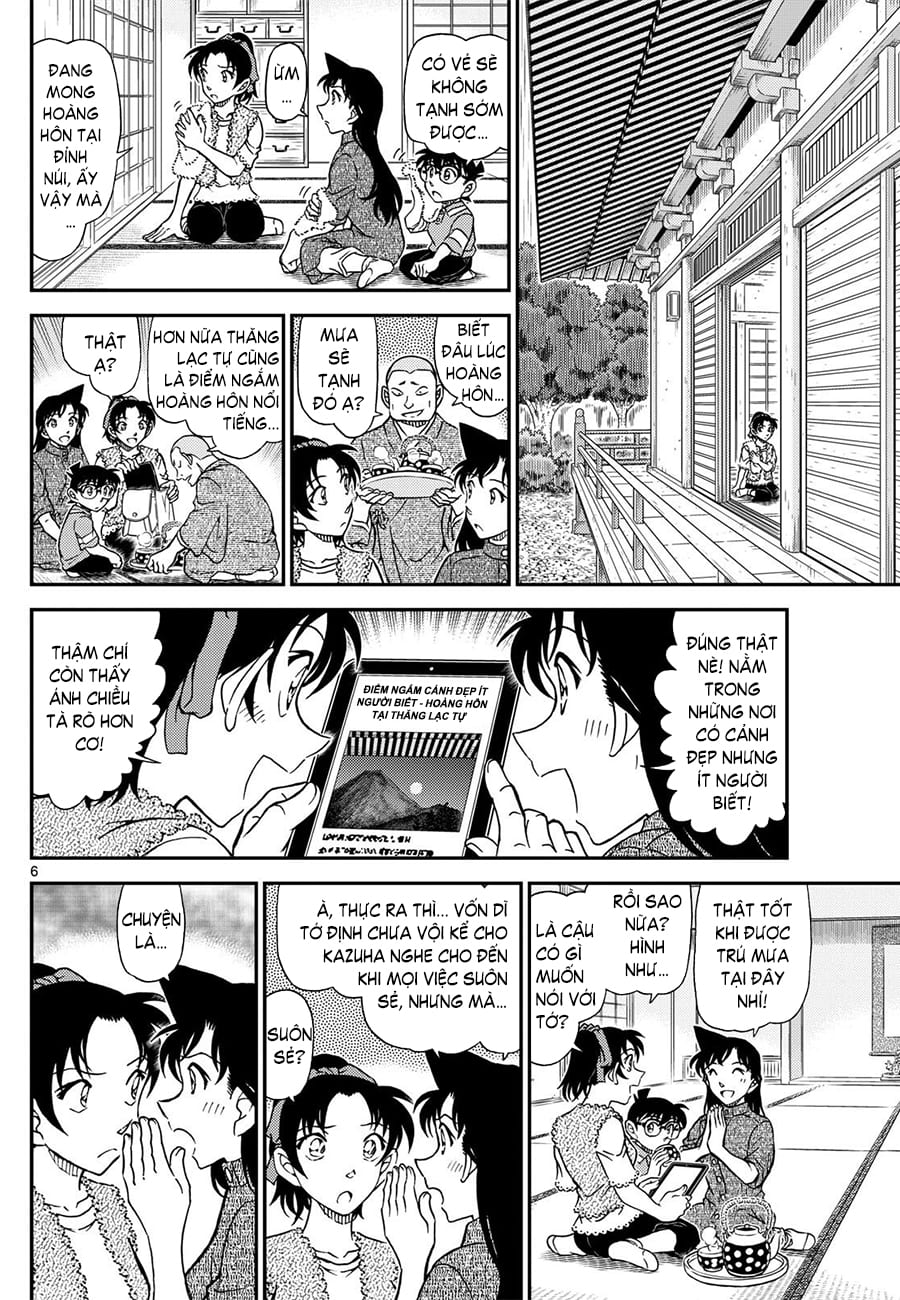 CÓ VẺ SẼ
KHÔNG
TẠNH SỚM
ĐƯỢC...
ỪM
...
ĐANG
MONG
HOÀNG
HÔN TẠI
ĐỈNH
NÚI, ẤY
VẬY MÀ
...
BIẾT
ĐÂU LÚC
HOÀNG
HÔN...
MƯA
SẼ
TẠNH
ĐÓ Ạ?
HƠN NỮA THĂNG
LẠC TỰ CŨNG
LÀ ĐIỂM NGẮM
HOÀNG HÔN NỔI
TIẾNG...
THẬT
Ạ?
ĐÚNG THẬT
NÈ! NẰM
TRONG
NHỮNG NƠI
CÓ CẢNH
ĐẸP NHƯNG
ÍT NGƯỜI
BIẾT!
ĐIỂM NGẮM CẢNH ĐẸP ÍT
NGƯỜI BIẾT - HOÀNG HÔN
TẠI THĂNG LẠC TỰ
THẬM CHÍ
CÒN THẤY
ÁNH CHIỀU
TÀ RÕ HƠN
CƠ!
6
THẬT TỐT
KHI ĐƯỢC
TRÚ MƯA
TẠI ĐÂY
NHỈ!
RỒI SAO
NỮA?
HÌNH
NHƯ...
LÀ CẬU
CÓ GÌ
MUỐN
NÓI VỚI
TỚ?
À, THỰC RA THÌ... VỐN DĨ
TỚ ĐỊNH CHƯA VỘI KỂ CHO
KAZUHA NGHE CHO ĐẾN
KHI MỌI VIỆC SUÔN
SẺ, NHƯNG MÀ...
SUÔN
SẺ?
CHUYỆN
LÀ...